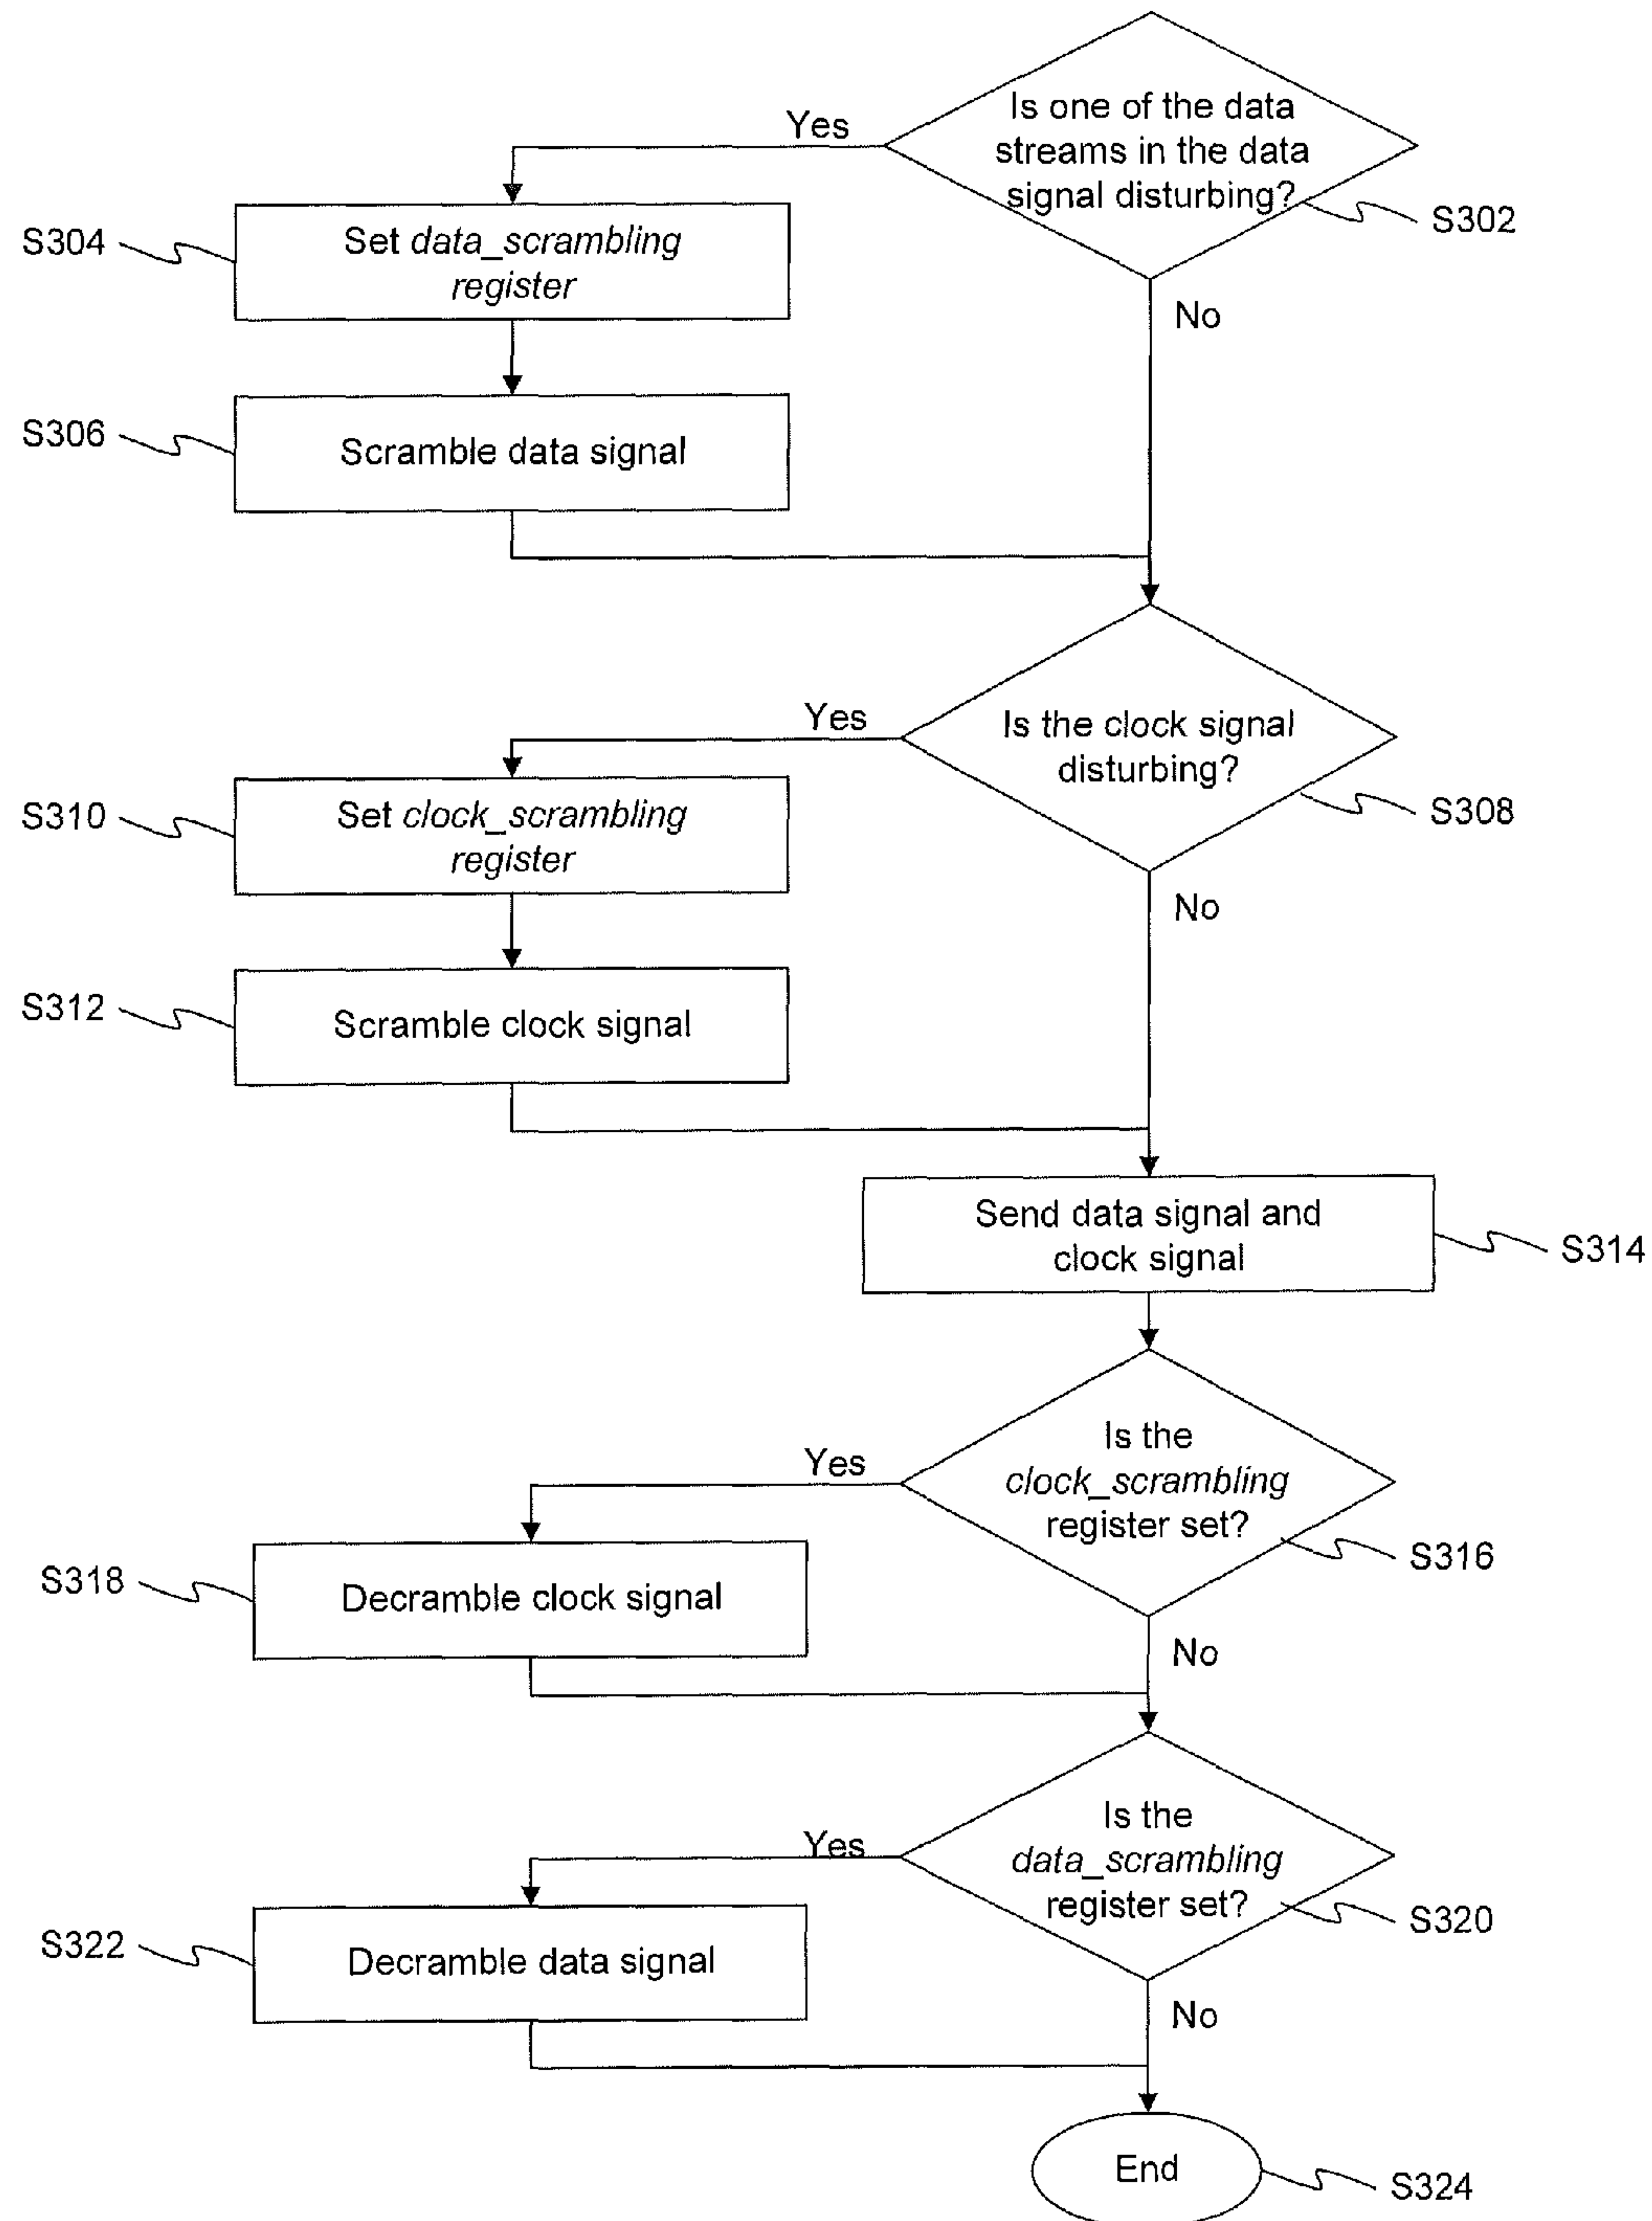 Is one of the data
streams in the data
signal disturbing?
S302
Yes
No
S304
Set data_scrambling
register
S306
Scramble data signal
Is the clock signal
disturbing?
S308
Yes
No
S310
Set clock_scrambling
register
S312
Scramble clock signal
Send data signal and
clock signal
S314
Is the
clock_scrambling
register set?
S316
Yes
No
S318
Decramble clock signal
Is the
data_scrambling
register set?
S320
Yes
No
S322
Decramble data signal
End
S324